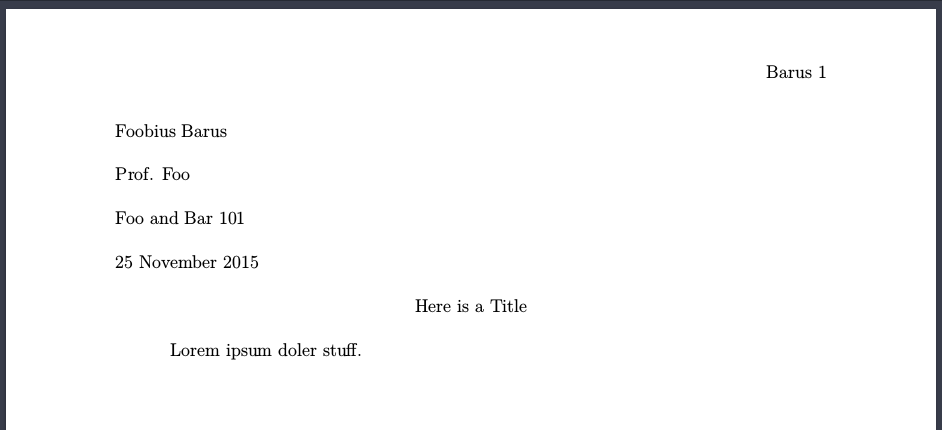 Barus 1
Foobius Barus
Prof. Foo
Foo and Bar 101
25 November 2015
Here is a Title
Lorem ipsum doler stuff.